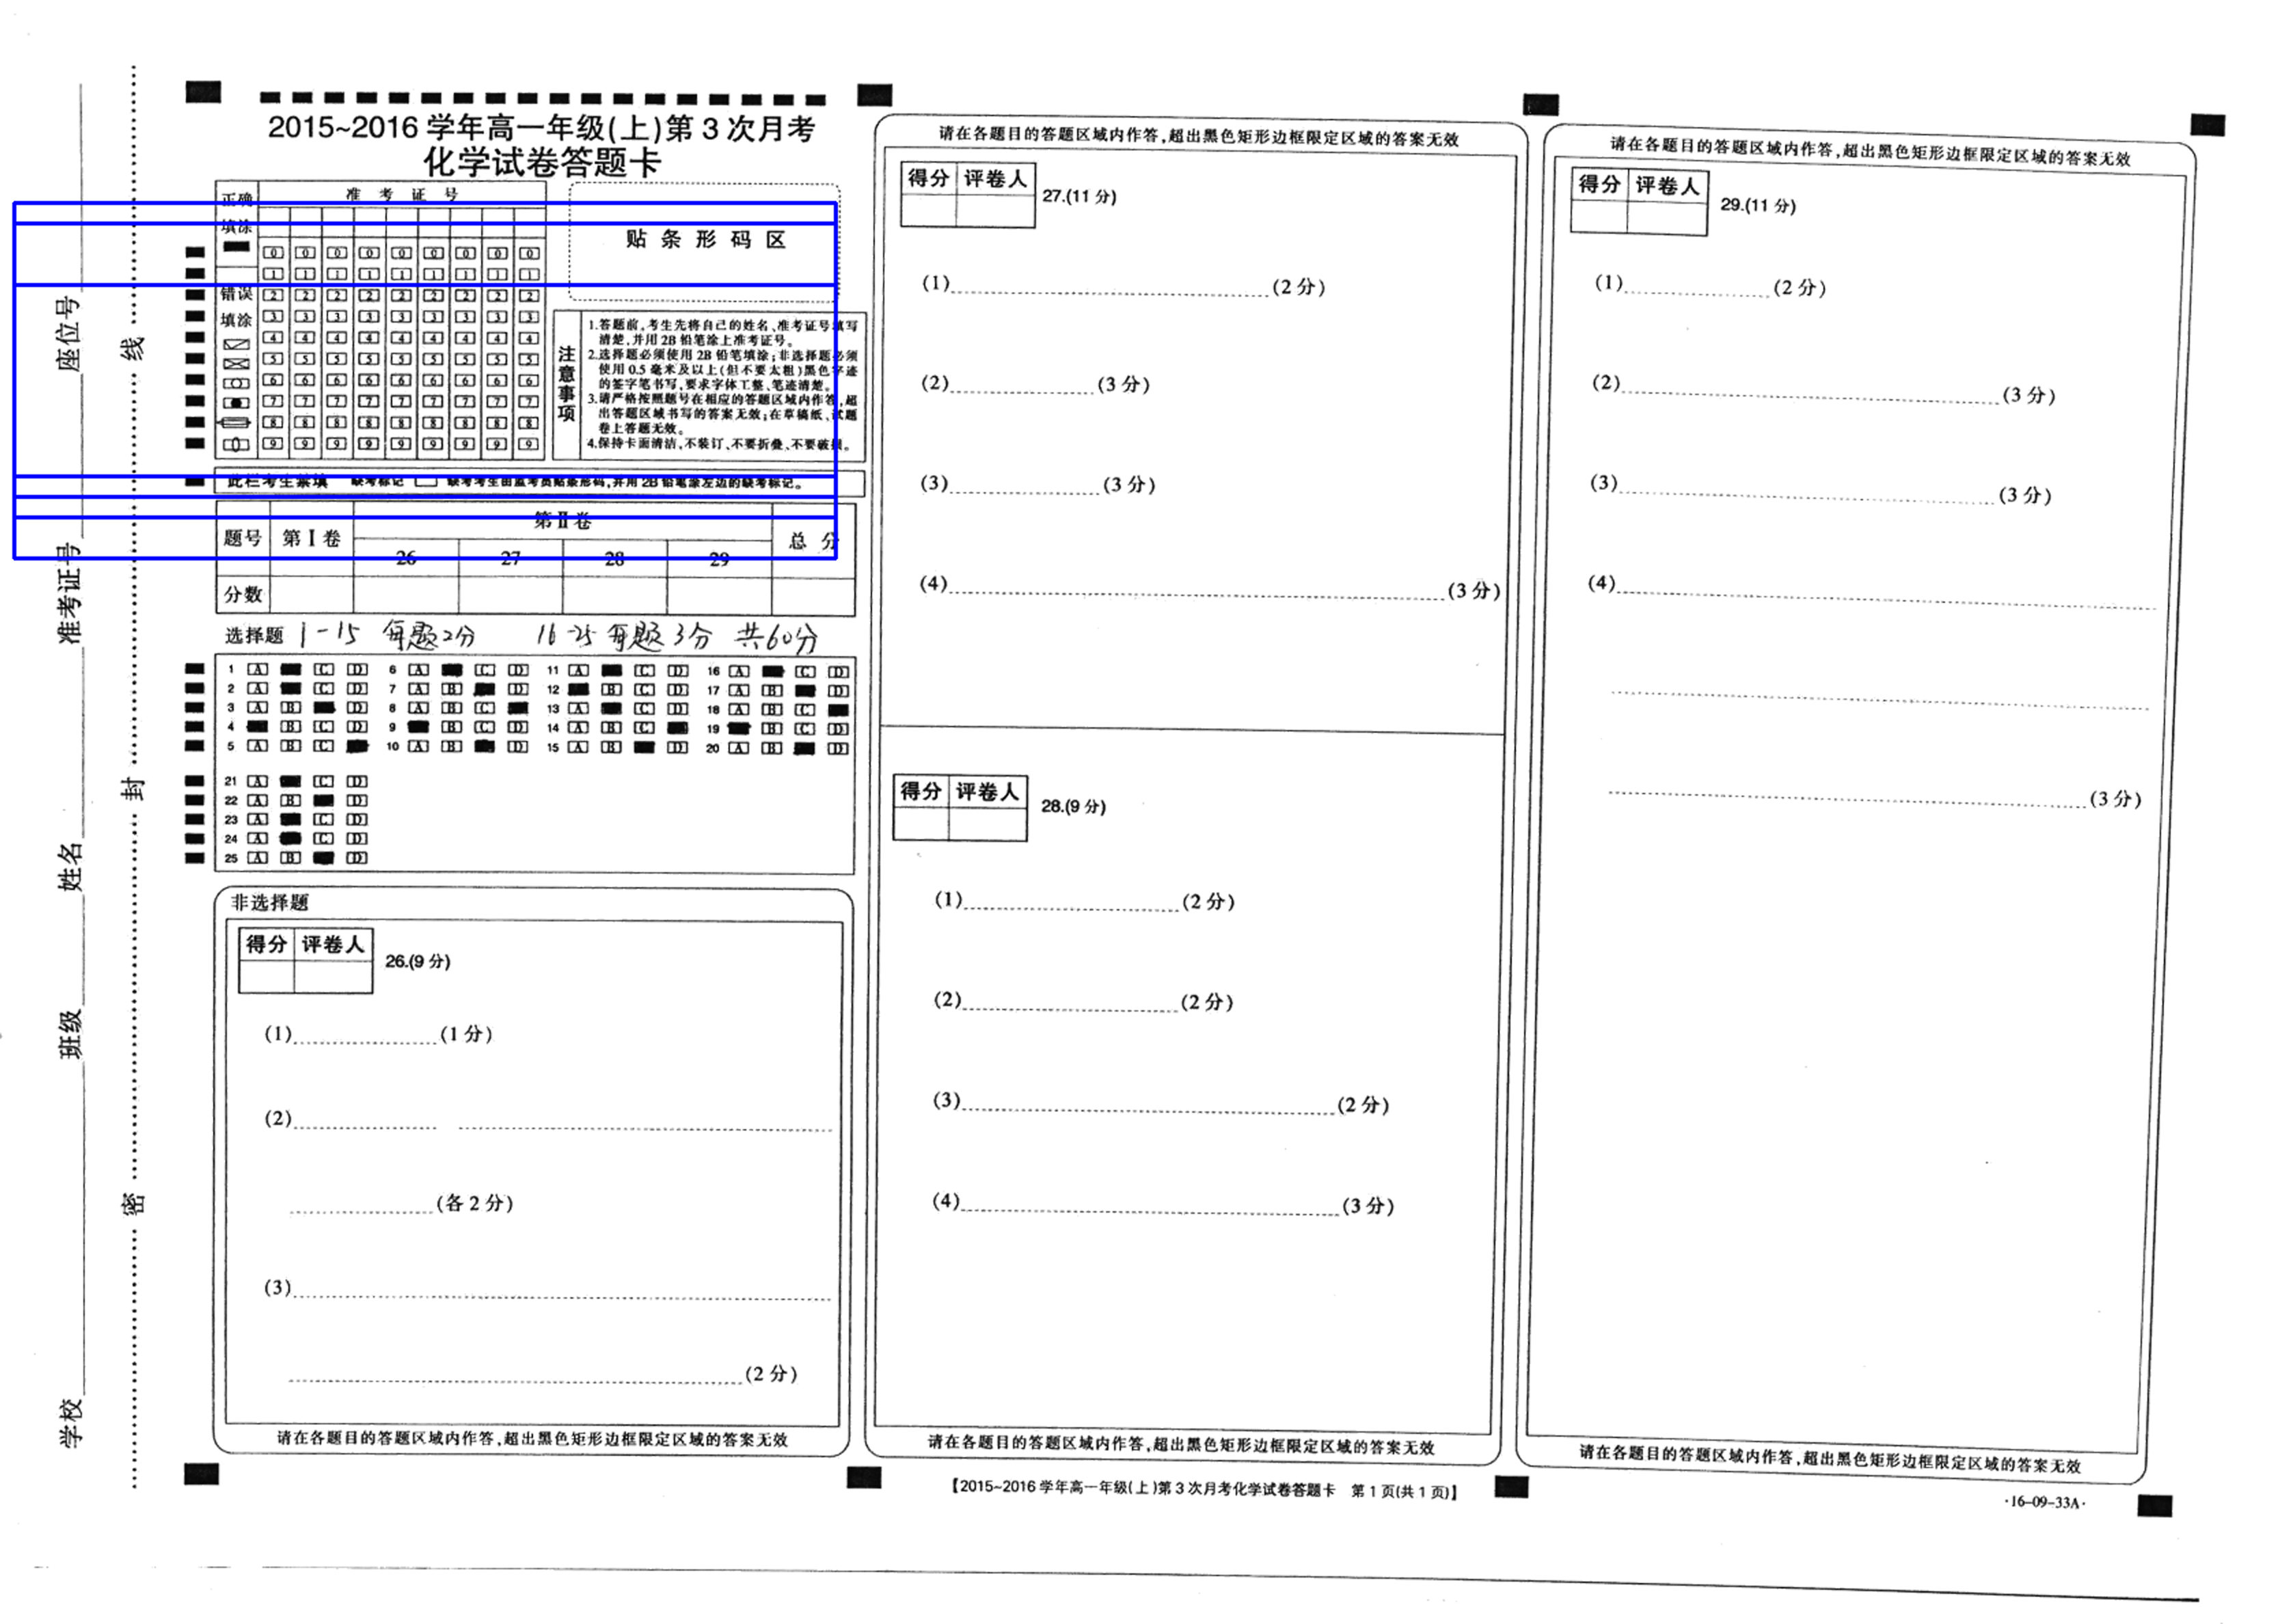 座位号
准考证号
姓名
班级
学校
线
封
密
2015~2016 学年高一年级(上)第 3 次月考
化学试卷答题卡
正确
填涂
错误
填涂
准 考 证 号
0 0 0 0 0 0 0 0 0
1 1 1 1 1 1 1 1 1
2 2 2 2 2 2 2 2 2
3 3 3 3 3 3 3 3 3
4 4 4 4 4 4 4 4 4
5 5 5 5 5 5 5 5 5
6 6 6 6 6 6 6 6 6
7 7 7 7 7 7 7 7 7
8 8 8 8 8 8 8 8 8
9 9 9 9 9 9 9 9 9
贴 条 形 码 区
注意事项
1.答题前,考生先将自己的姓名、准考证号填写
清楚,并用 2B 铅笔涂上准考证号。
2.选择题必须使用 2B 铅笔填涂;非选择题必须
使用 0.5 毫米及以上(但不要太粗)黑色字迹
的签字笔书写,要求字体工整、笔迹清楚。
3.请严格按照题号在相应的答题区域内作答,超
出答题区域书写的答案无效;在草稿纸、试题
卷上答题无效。
4.保持卡面清洁,不装订、不要折叠、不要破损。
此栏考生禁填 缺考标记 缺考考生由监考员贴条形码,并用 2B 铅笔涂左边的缺考标记。
题号 第Ⅰ卷 第Ⅱ卷 总 分
26 27 28 29
分数
选择题 1-15 每题2分 16-25 每题3分 共60分
1 A C D 6 A C D 11 A C D 16 A C D
2 A C D 7 A B D 12 B C D 17 A B D
3 A B D 8 A B C 13 A C D 18 A B C
4 B C D 9 B C D 14 A B C 19 B C D
5 A B C 10 A B D 15 A B D 20 A B D
21 A C D
22 A B D
23 A C D
24 A C D
25 A B D
非选择题
得分 评卷人
26.(9 分)
(1) (1 分)
(2)
(各 2 分)
(3)
(2 分)
请在各题目的答题区域内作答,超出黑色矩形边框限定区域的答案无效
请在各题目的答题区域内作答,超出黑色矩形边框限定区域的答案无效
得分 评卷人
27.(11 分)
(1) (2 分)
(2) (3 分)
(3) (3 分)
(4) (3 分)
得分 评卷人
28.(9 分)
(1) (2 分)
(2) (2 分)
(3) (2 分)
(4) (3 分)
请在各题目的答题区域内作答,超出黑色矩形边框限定区域的答案无效
请在各题目的答题区域内作答,超出黑色矩形边框限定区域的答案无效
得分 评卷人
29.(11 分)
(1) (2 分)
(2) (3 分)
(3) (3 分)
(4)
(3 分)
请在各题目的答题区域内作答,超出黑色矩形边框限定区域的答案无效
【2015~2016 学年高一年级(上)第 3 次月考化学试卷答题卡 第 1 页(共 1 页)】
·16-09-33A·